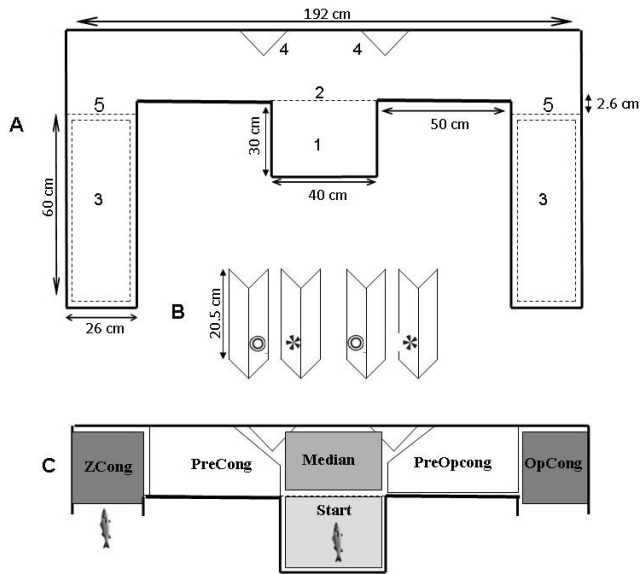 192 cm
4 4
2
5 5
2.6 cm
A
30 cm
1
50 cm
60 cm
3 3
40 cm
26 cm
B
20.5 cm
C
ZCong PreCong Median PreOpcong OpCong
Start